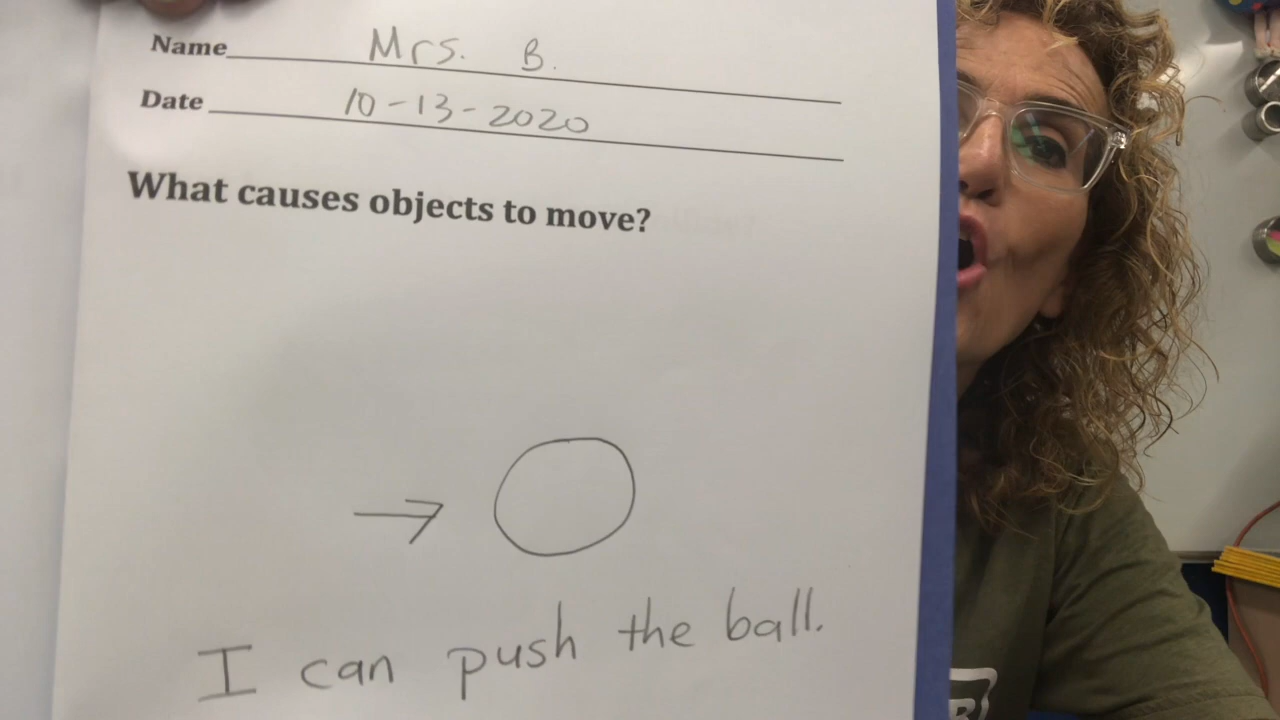 Name Mrs. B.
Date 10-13-2020
What causes objects to move?
I can push the ball.